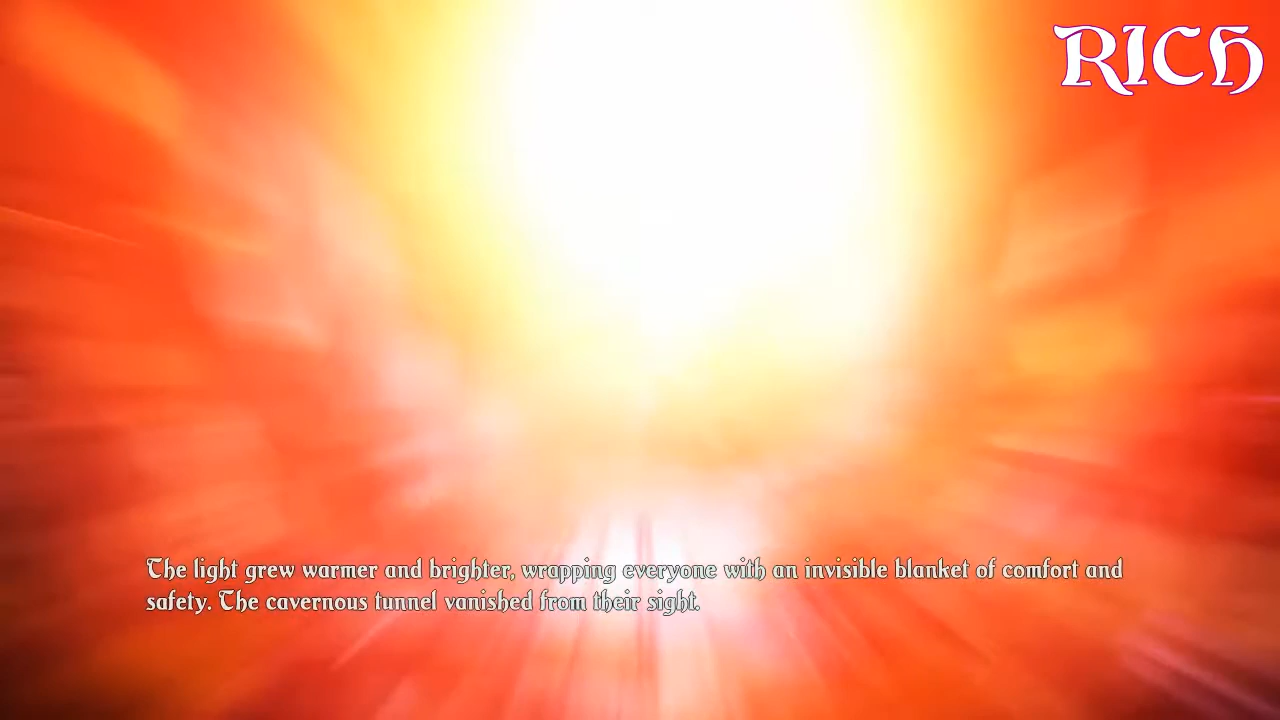 RICH
The light grew warmer and brighter, wrapping everyone with an invisible blanket of comfort and
safety. The cavernous tunnel vanished from their sight.